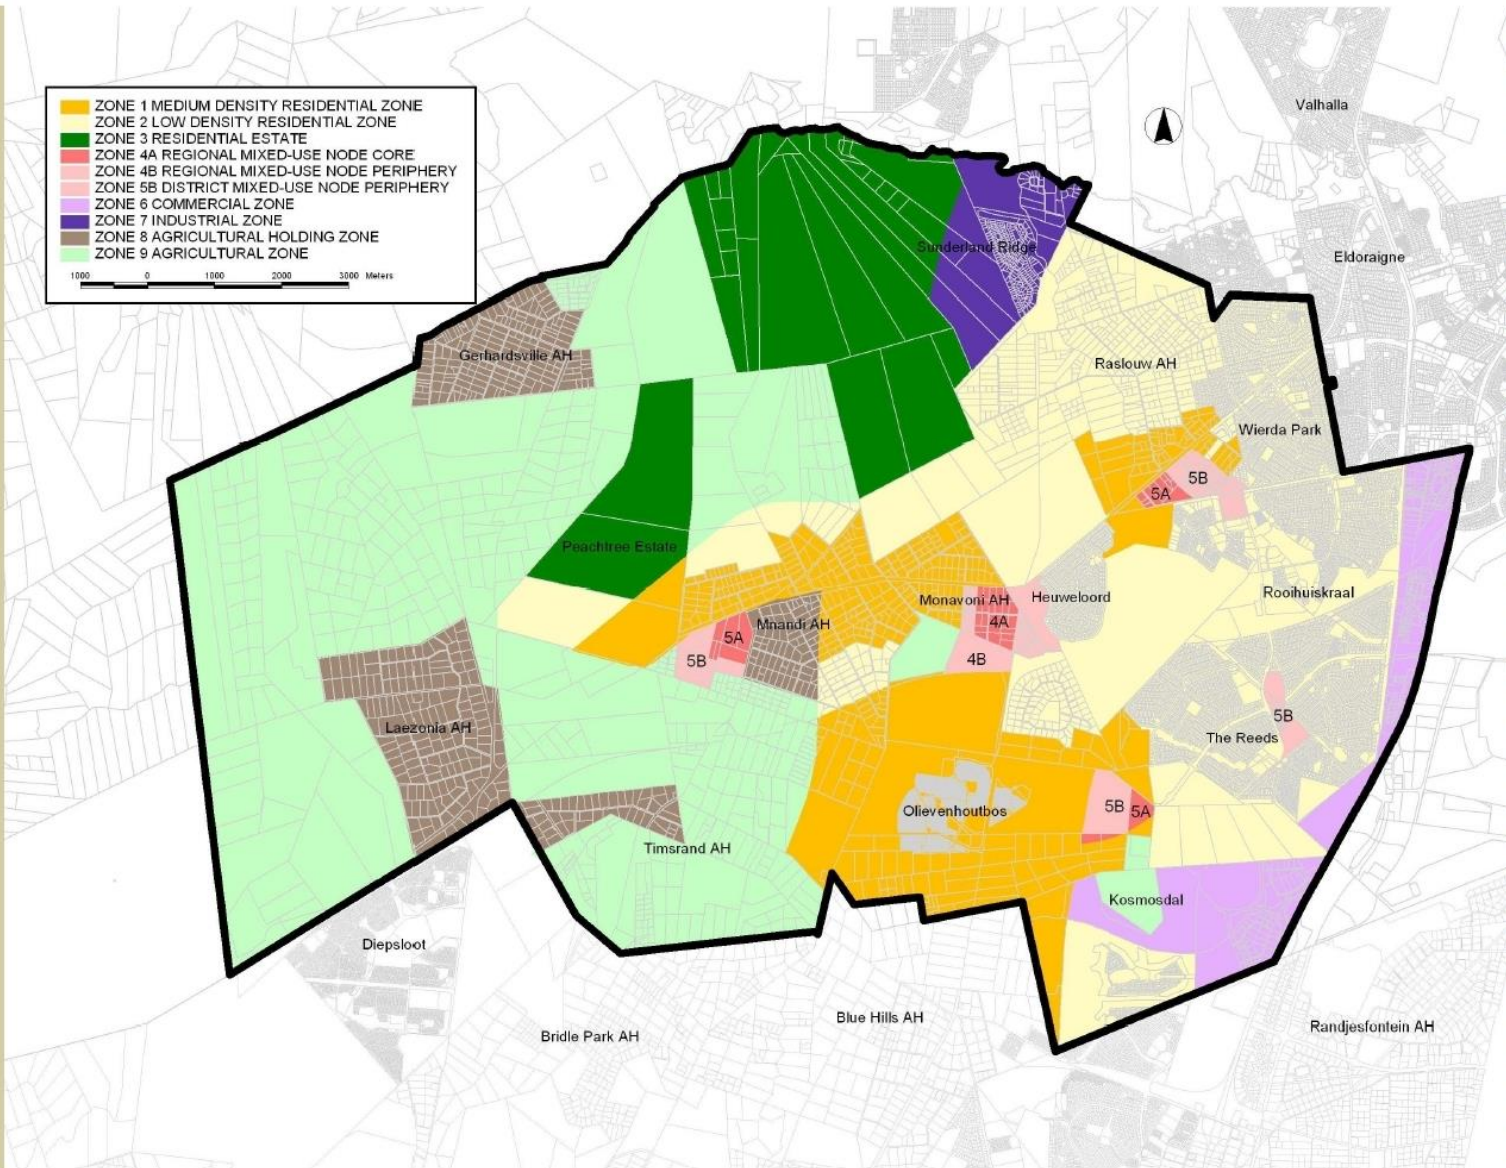 ZONE 1 MEDIUM DENSITY RESIDENTIAL ZONE
ZONE 2 LOW DENSITY RESIDENTIAL ZONE
ZONE 3 RESIDENTIAL ESTATE
ZONE 4A REGIONAL MIXED-USE NODE CORE
ZONE 4B REGIONAL MIXED-USE NODE PERIPHERY
ZONE 5B DISTRICT MIXED-USE NODE PERIPHERY
ZONE 6 COMMERCIAL ZONE
ZONE 7 INDUSTRIAL ZONE
ZONE 8 AGRICULTURAL HOLDING ZONE
ZONE 9 AGRICULTURAL ZONE
1000 0 1000 2000 3000 Meters
Valhalla
Sunderland Ridge
Eldoraigne
Gerhardsville AH
Raslouw AH
Wierda Park
5B
5A
Peachtree Estate
Rooihuiskraal
Monavoni AH
Heuweloord
4A
Mnandi AH
5A
5B
4B
Laezonia AH
5B
The Reeds
Olievenhoutbos
5B
5A
Timsrand AH
Kosmosdal
Diepsloot
Bridle Park AH
Blue Hills AH
Randjesfontein AH